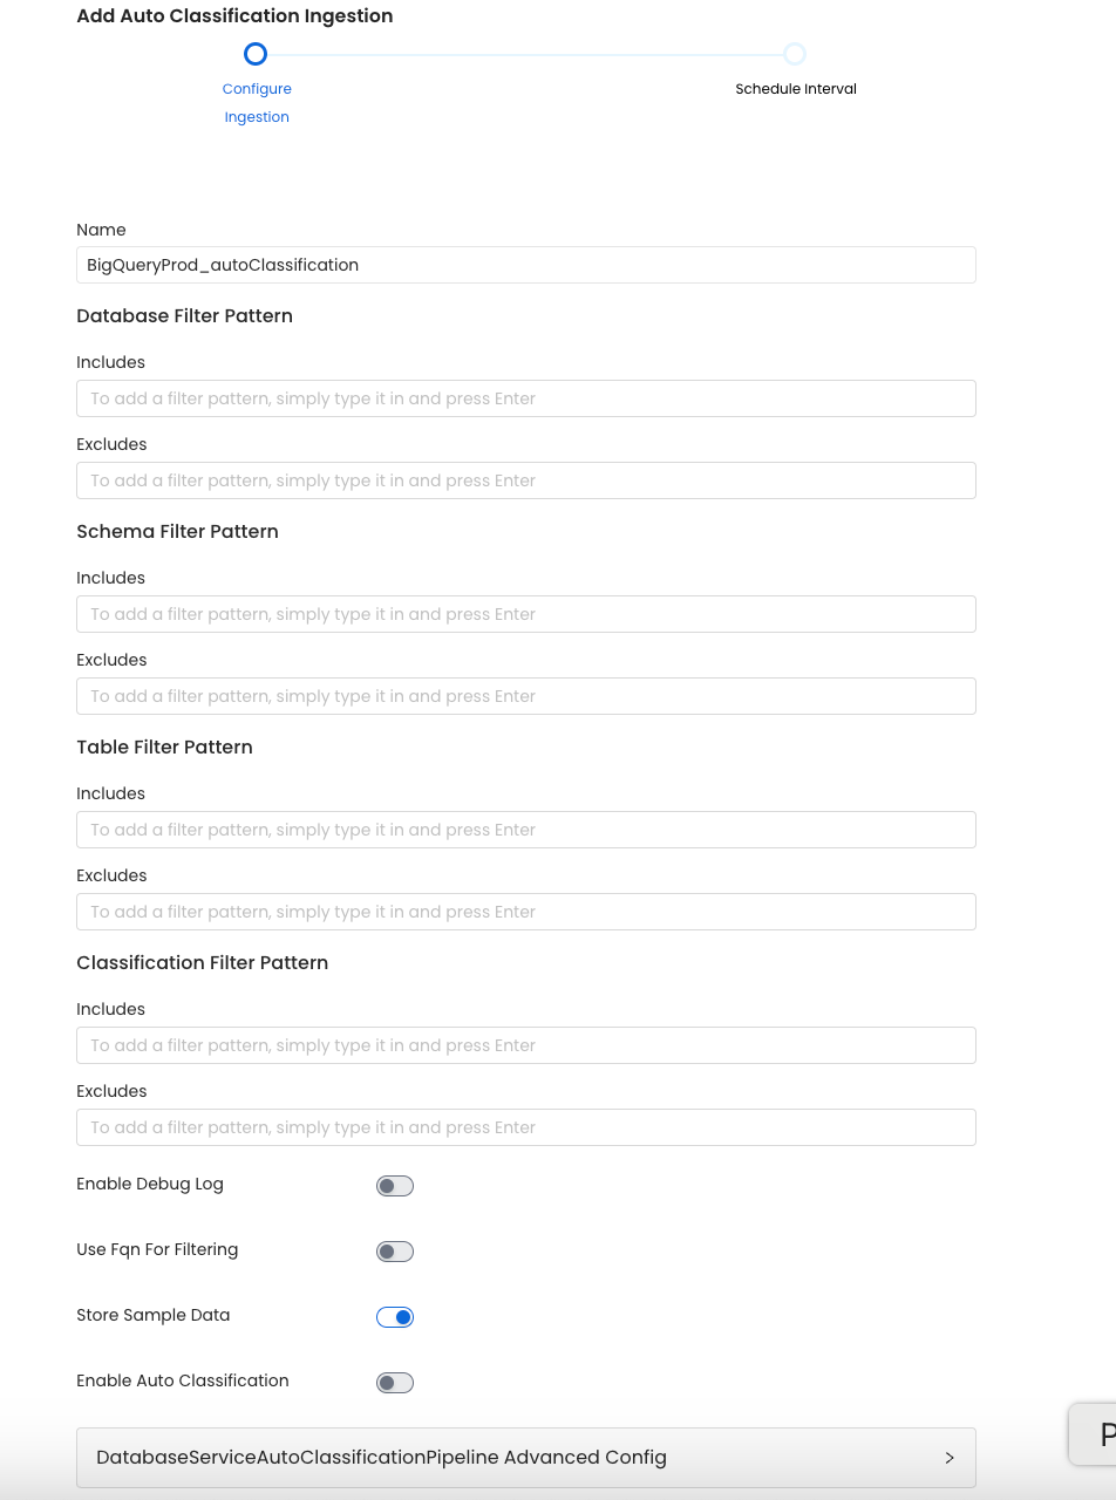 Add Auto Classification Ingestion
Configure
Ingestion
Schedule Interval
Name
BigQueryProd_autoClassification
Database Filter Pattern
Includes
To add a filter pattern, simply type it in and press Enter
Excludes
To add a filter pattern, simply type it in and press Enter
Schema Filter Pattern
Includes
To add a filter pattern, simply type it in and press Enter
Excludes
To add a filter pattern, simply type it in and press Enter
Table Filter Pattern
Includes
To add a filter pattern, simply type it in and press Enter
Excludes
To add a filter pattern, simply type it in and press Enter
Classification Filter Pattern
Includes
To add a filter pattern, simply type it in and press Enter
Excludes
To add a filter pattern, simply type it in and press Enter
Enable Debug Log
Use Fqn For Filtering
Store Sample Data
Enable Auto Classification
DatabaseServiceAutoClassificationPipeline Advanced Config